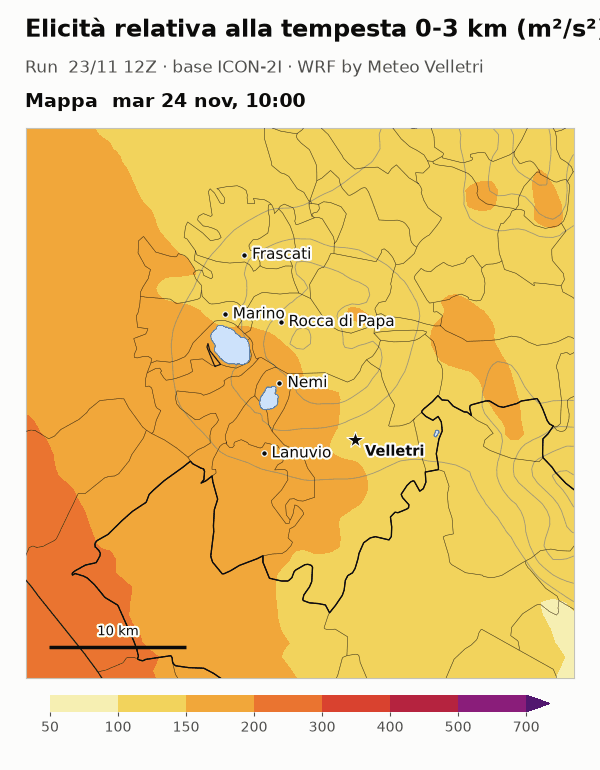 Elicità relativa alla tempesta 0-3 km (m²/s²)
Run 23/11 12Z · base ICON-2I · WRF by Meteo Velletri
Mappa mar 24 nov, 10:00
Frascati
Marino
Rocca di Papa
Nemi
Velletri
Lanuvio
10 km
50 100 150 200 300 400 500 700